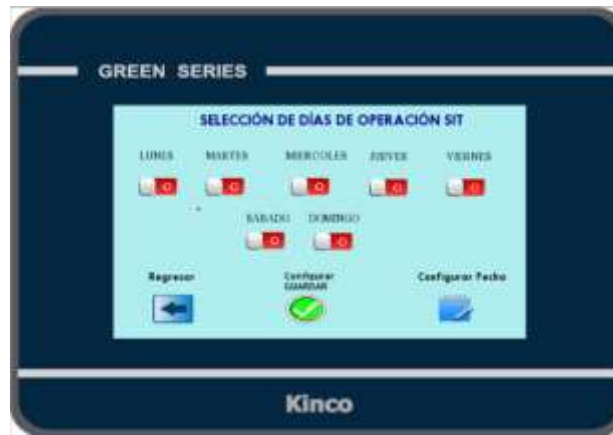 GREEN SERIES
SELECCIÓN DE DÍAS DE OPERACIÓN SIT
LUNES MARTES MIERCOLES JUEVES VIERNES
SABADO DOMINGO
Regresar Configurar Configurar Fecha
GUARDAR
Kinco